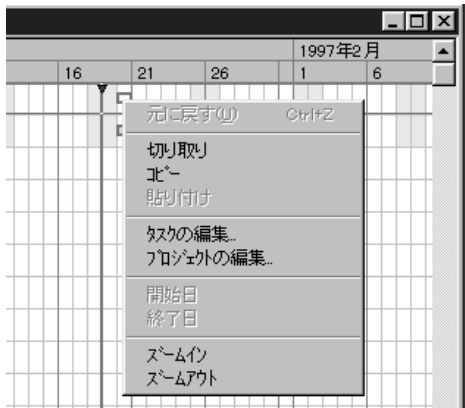 1997年2月
16 21 26 1 6
元に戻す(U) Ctrl+Z
切り取り
ｺﾋﾟｰ
貼り付け
ﾀｽｸの編集...
ﾌﾟﾛｼﾞｪｸﾄの編集...
開始日
終了日
ｽﾞｰﾑｲﾝ
ｽﾞｰﾑｱｳﾄ